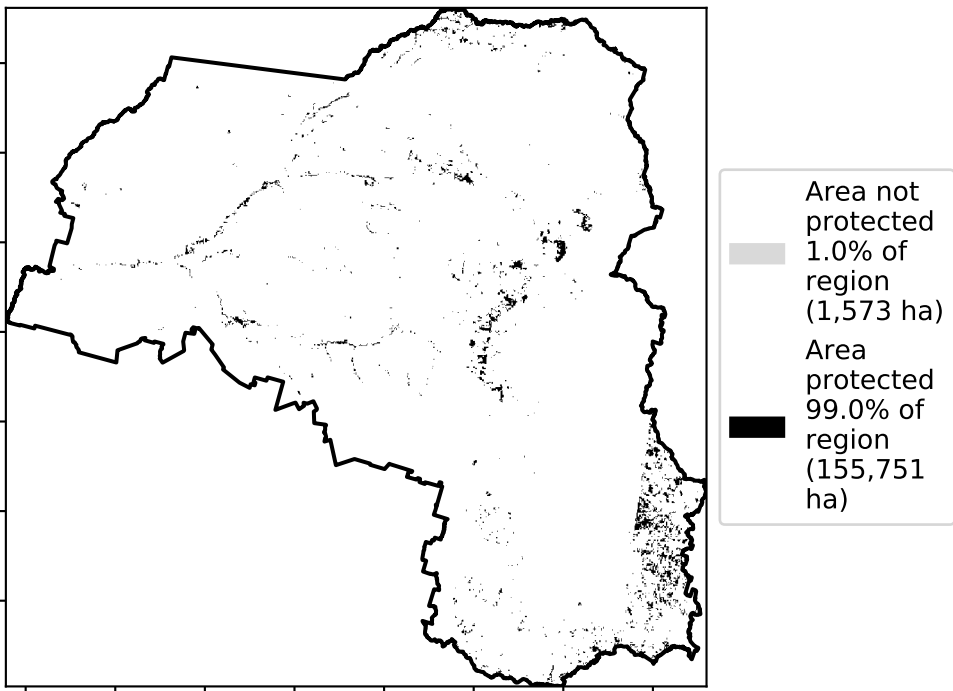 Area not
protected
1.0% of
region
(1,573 ha)
Area
protected
99.0% of
region
(155,751
ha)